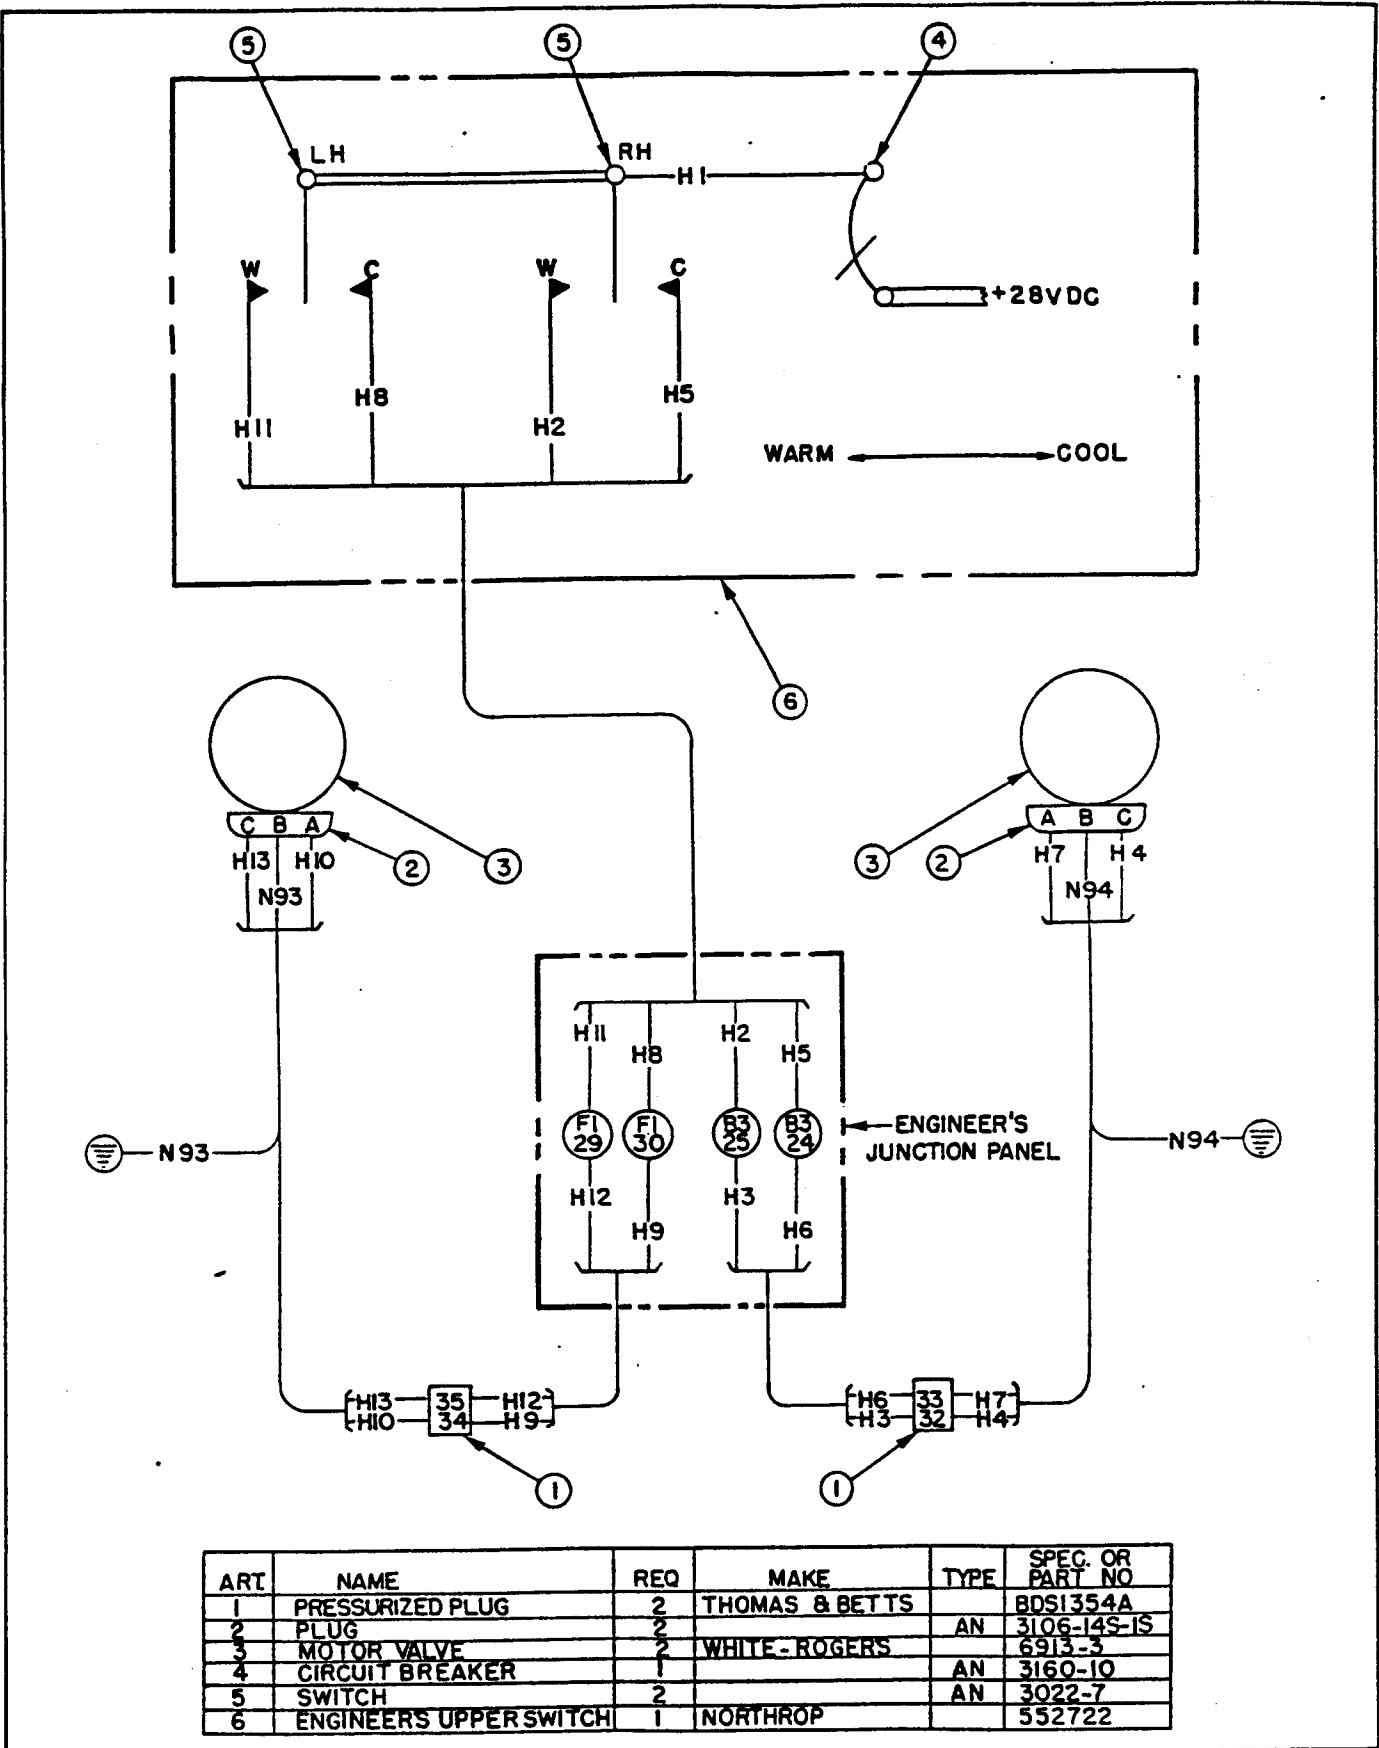 5 5 4
LH RH H1
W C W C
+28VDC
H8 H5
H11 H2
WARM COOL
6
C B A
A B C
H13 H10
2 3
3 2
H7 H4
N93
N94
H11 H2
H8 H5
F1 29
F1 30
B3 25
B3 24
ENGINEER'S
JUNCTION PANEL
N93
N94
H12 H3
H9 H6
H13 35 H12
H10 34 H9
H6 33 H7
H3 32 H4
1 1
ART. NAME REQ MAKE TYPE SPEC. OR PART NO
1 PRESSURIZED PLUG 2 THOMAS & BETTS BDS1354A
2 PLUG 2 AN 3106-14S-1S
3 MOTOR VALVE 2 WHITE-ROGERS 6913-3
4 CIRCUIT BREAKER 1 AN 3160-10
5 SWITCH 2 AN 3022-7
6 ENGINEERS UPPER SWITCH 1 NORTHROP 552722